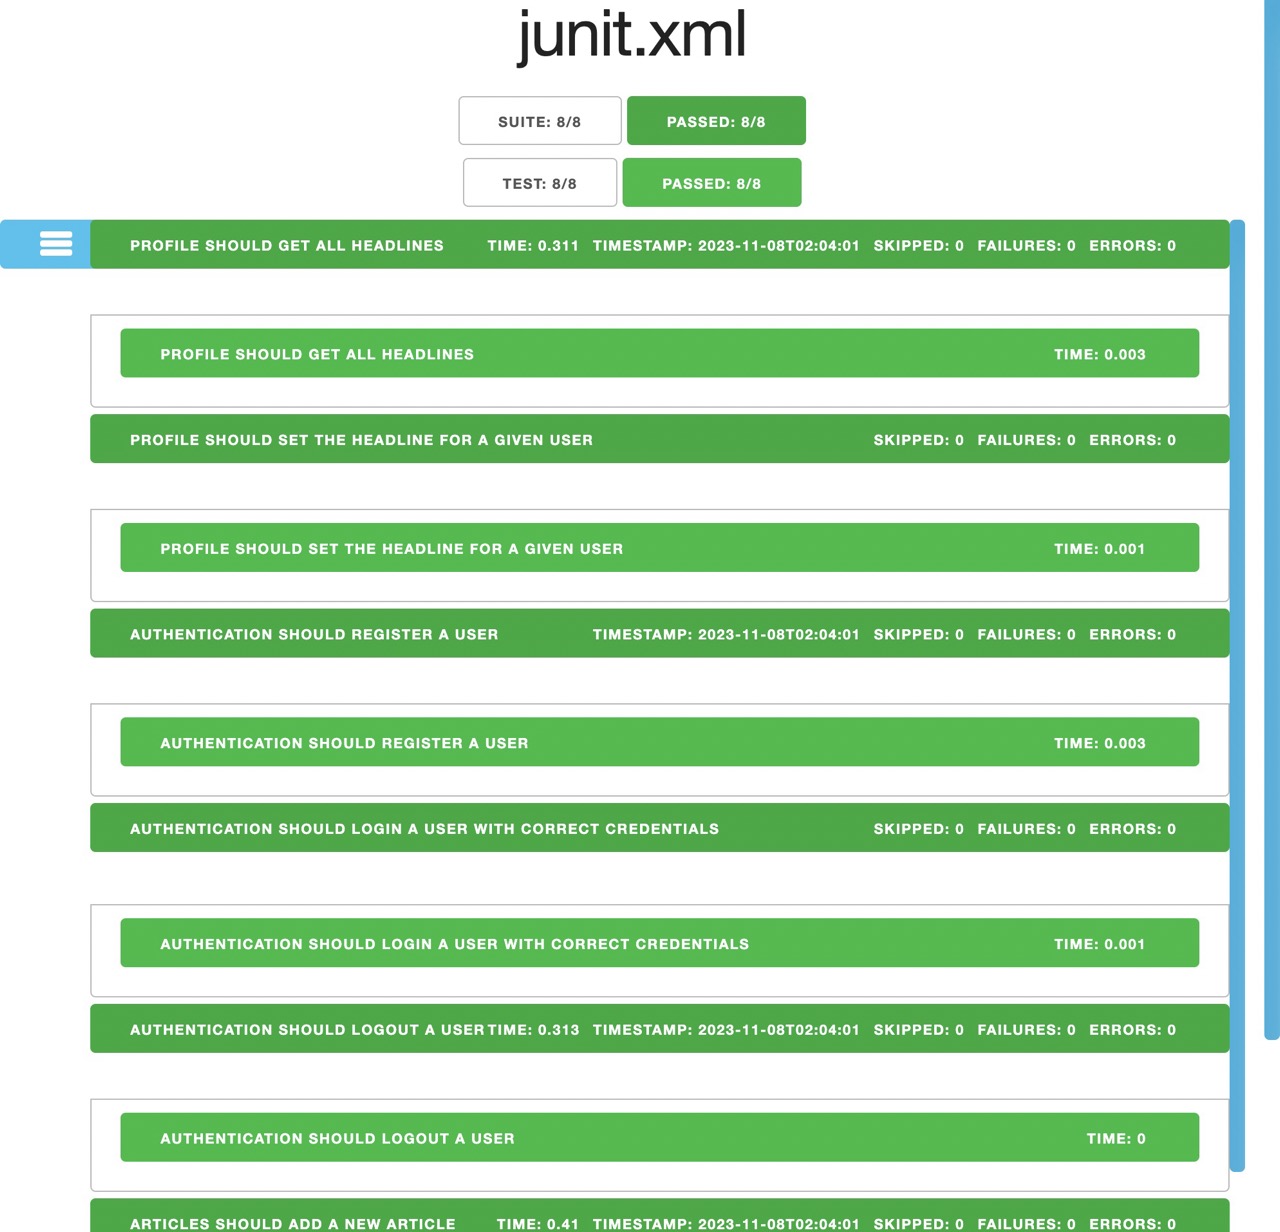 junit.xml
SUITE: 8/8 PASSED: 8/8
TEST: 8/8 PASSED: 8/8
PROFILE SHOULD GET ALL HEADLINES TIME: 0.311 TIMESTAMP: 2023-11-08T02:04:01 SKIPPED: 0 FAILURES: 0 ERRORS: 0
PROFILE SHOULD GET ALL HEADLINES TIME: 0.003
PROFILE SHOULD SET THE HEADLINE FOR A GIVEN USER SKIPPED: 0 FAILURES: 0 ERRORS: 0
PROFILE SHOULD SET THE HEADLINE FOR A GIVEN USER TIME: 0.001
AUTHENTICATION SHOULD REGISTER A USER TIMESTAMP: 2023-11-08T02:04:01 SKIPPED: 0 FAILURES: 0 ERRORS: 0
AUTHENTICATION SHOULD REGISTER A USER TIME: 0.003
AUTHENTICATION SHOULD LOGIN A USER WITH CORRECT CREDENTIALS SKIPPED: 0 FAILURES: 0 ERRORS: 0
AUTHENTICATION SHOULD LOGIN A USER WITH CORRECT CREDENTIALS TIME: 0.001
AUTHENTICATION SHOULD LOGOUT A USER TIME: 0.313 TIMESTAMP: 2023-11-08T02:04:01 SKIPPED: 0 FAILURES: 0 ERRORS: 0
AUTHENTICATION SHOULD LOGOUT A USER TIME: 0
ARTICLES SHOULD ADD A NEW ARTICLE TIME: 0.41 TIMESTAMP: 2023-11-08T02:04:01 SKIPPED: 0 FAILURES: 0 ERRORS: 0